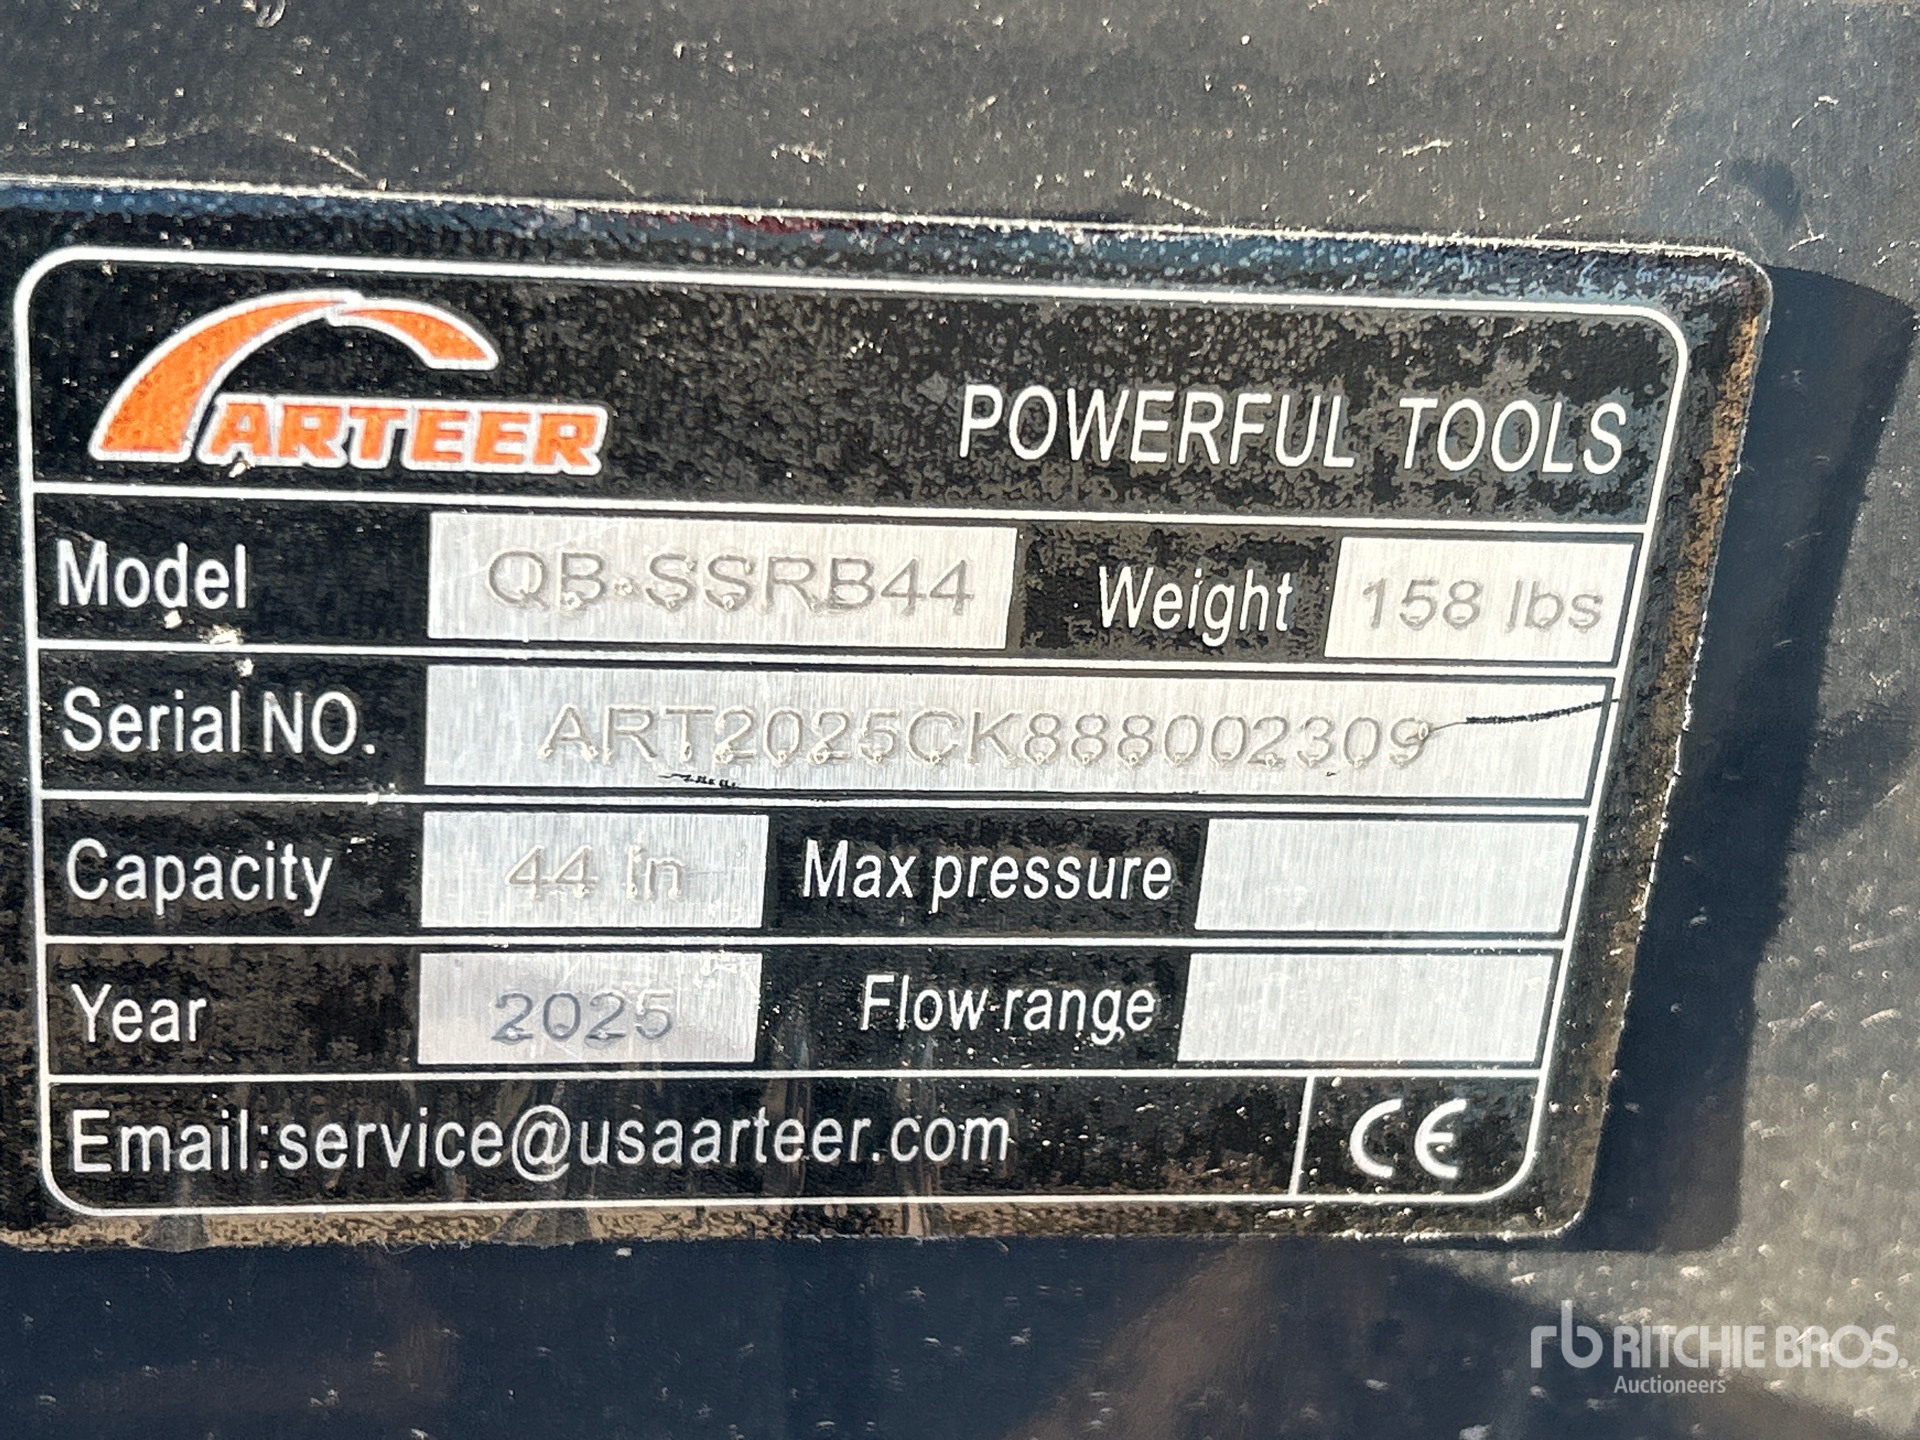 ARTEER
POWERFUL TOOLS
Model QB-SSRB44 Weight 158 lbs
Serial NO. ART2025CK888002309
Capacity 44 in Max pressure
Year 2025 Flow range
Email:service@usaarteer.com CE
rb RITCHIE BROS.
Auctioneers